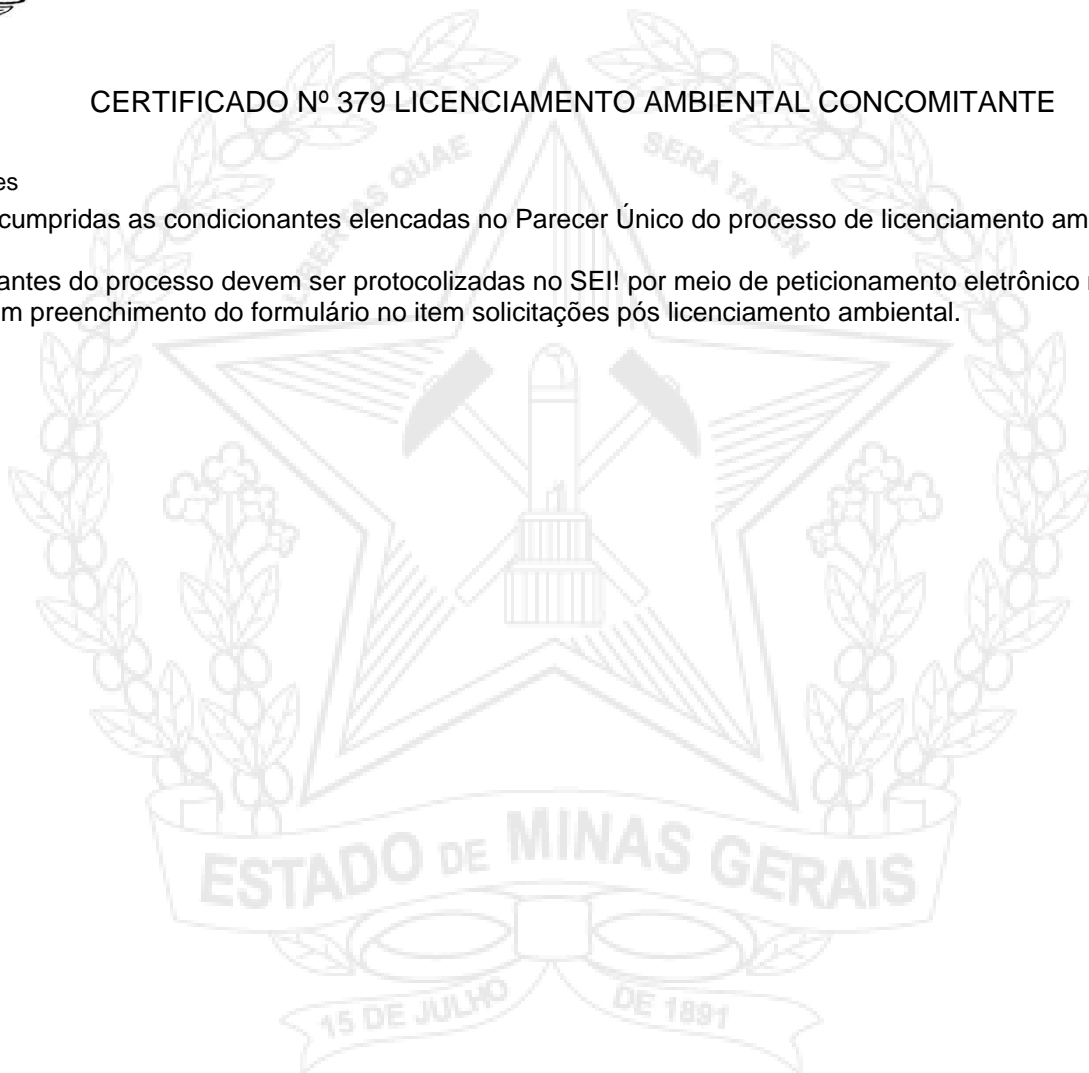 CERTIFICADO Nº 379 LICENCIAMENTO AMBIENTAL CONCOMITANTE
es
cumpridas as condicionantes elencadas no Parecer Único do processo de licenciamento am
antes do processo devem ser protocolizadas no SEI! por meio de peticionamento eletrônico
m preenchimento do formulário no item solicitações pós licenciamento ambiental.
LIBERTAS QUAE SERA TAMEN
ESTADO DE MINAS GERAIS
15 DE JULHO DE 1891